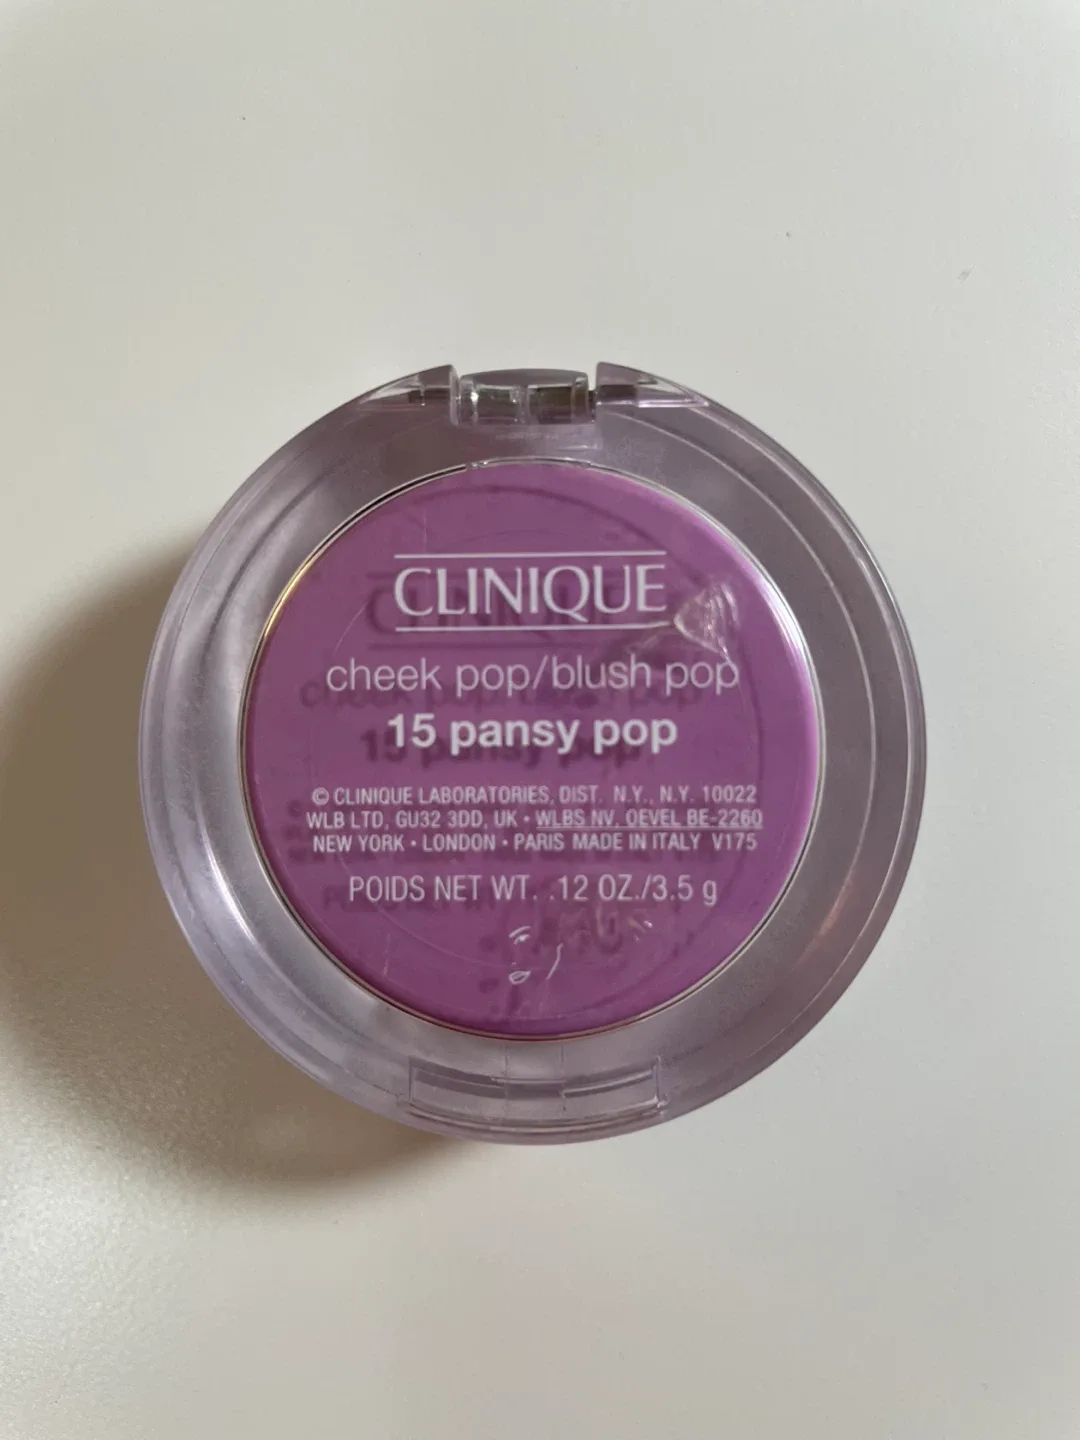 CLINIQUE
cheek pop/blush pop
15 pansy pop
© CLINIQUE LABORATORIES, DIST. N.Y., N.Y. 10022
WLB LTD, GU32 3DD, UK • WLBS NV, OEVEL BE-2260
NEW YORK • LONDON • PARIS MADE IN ITALY V175
POIDS NET WT. .12 OZ./3.5 g